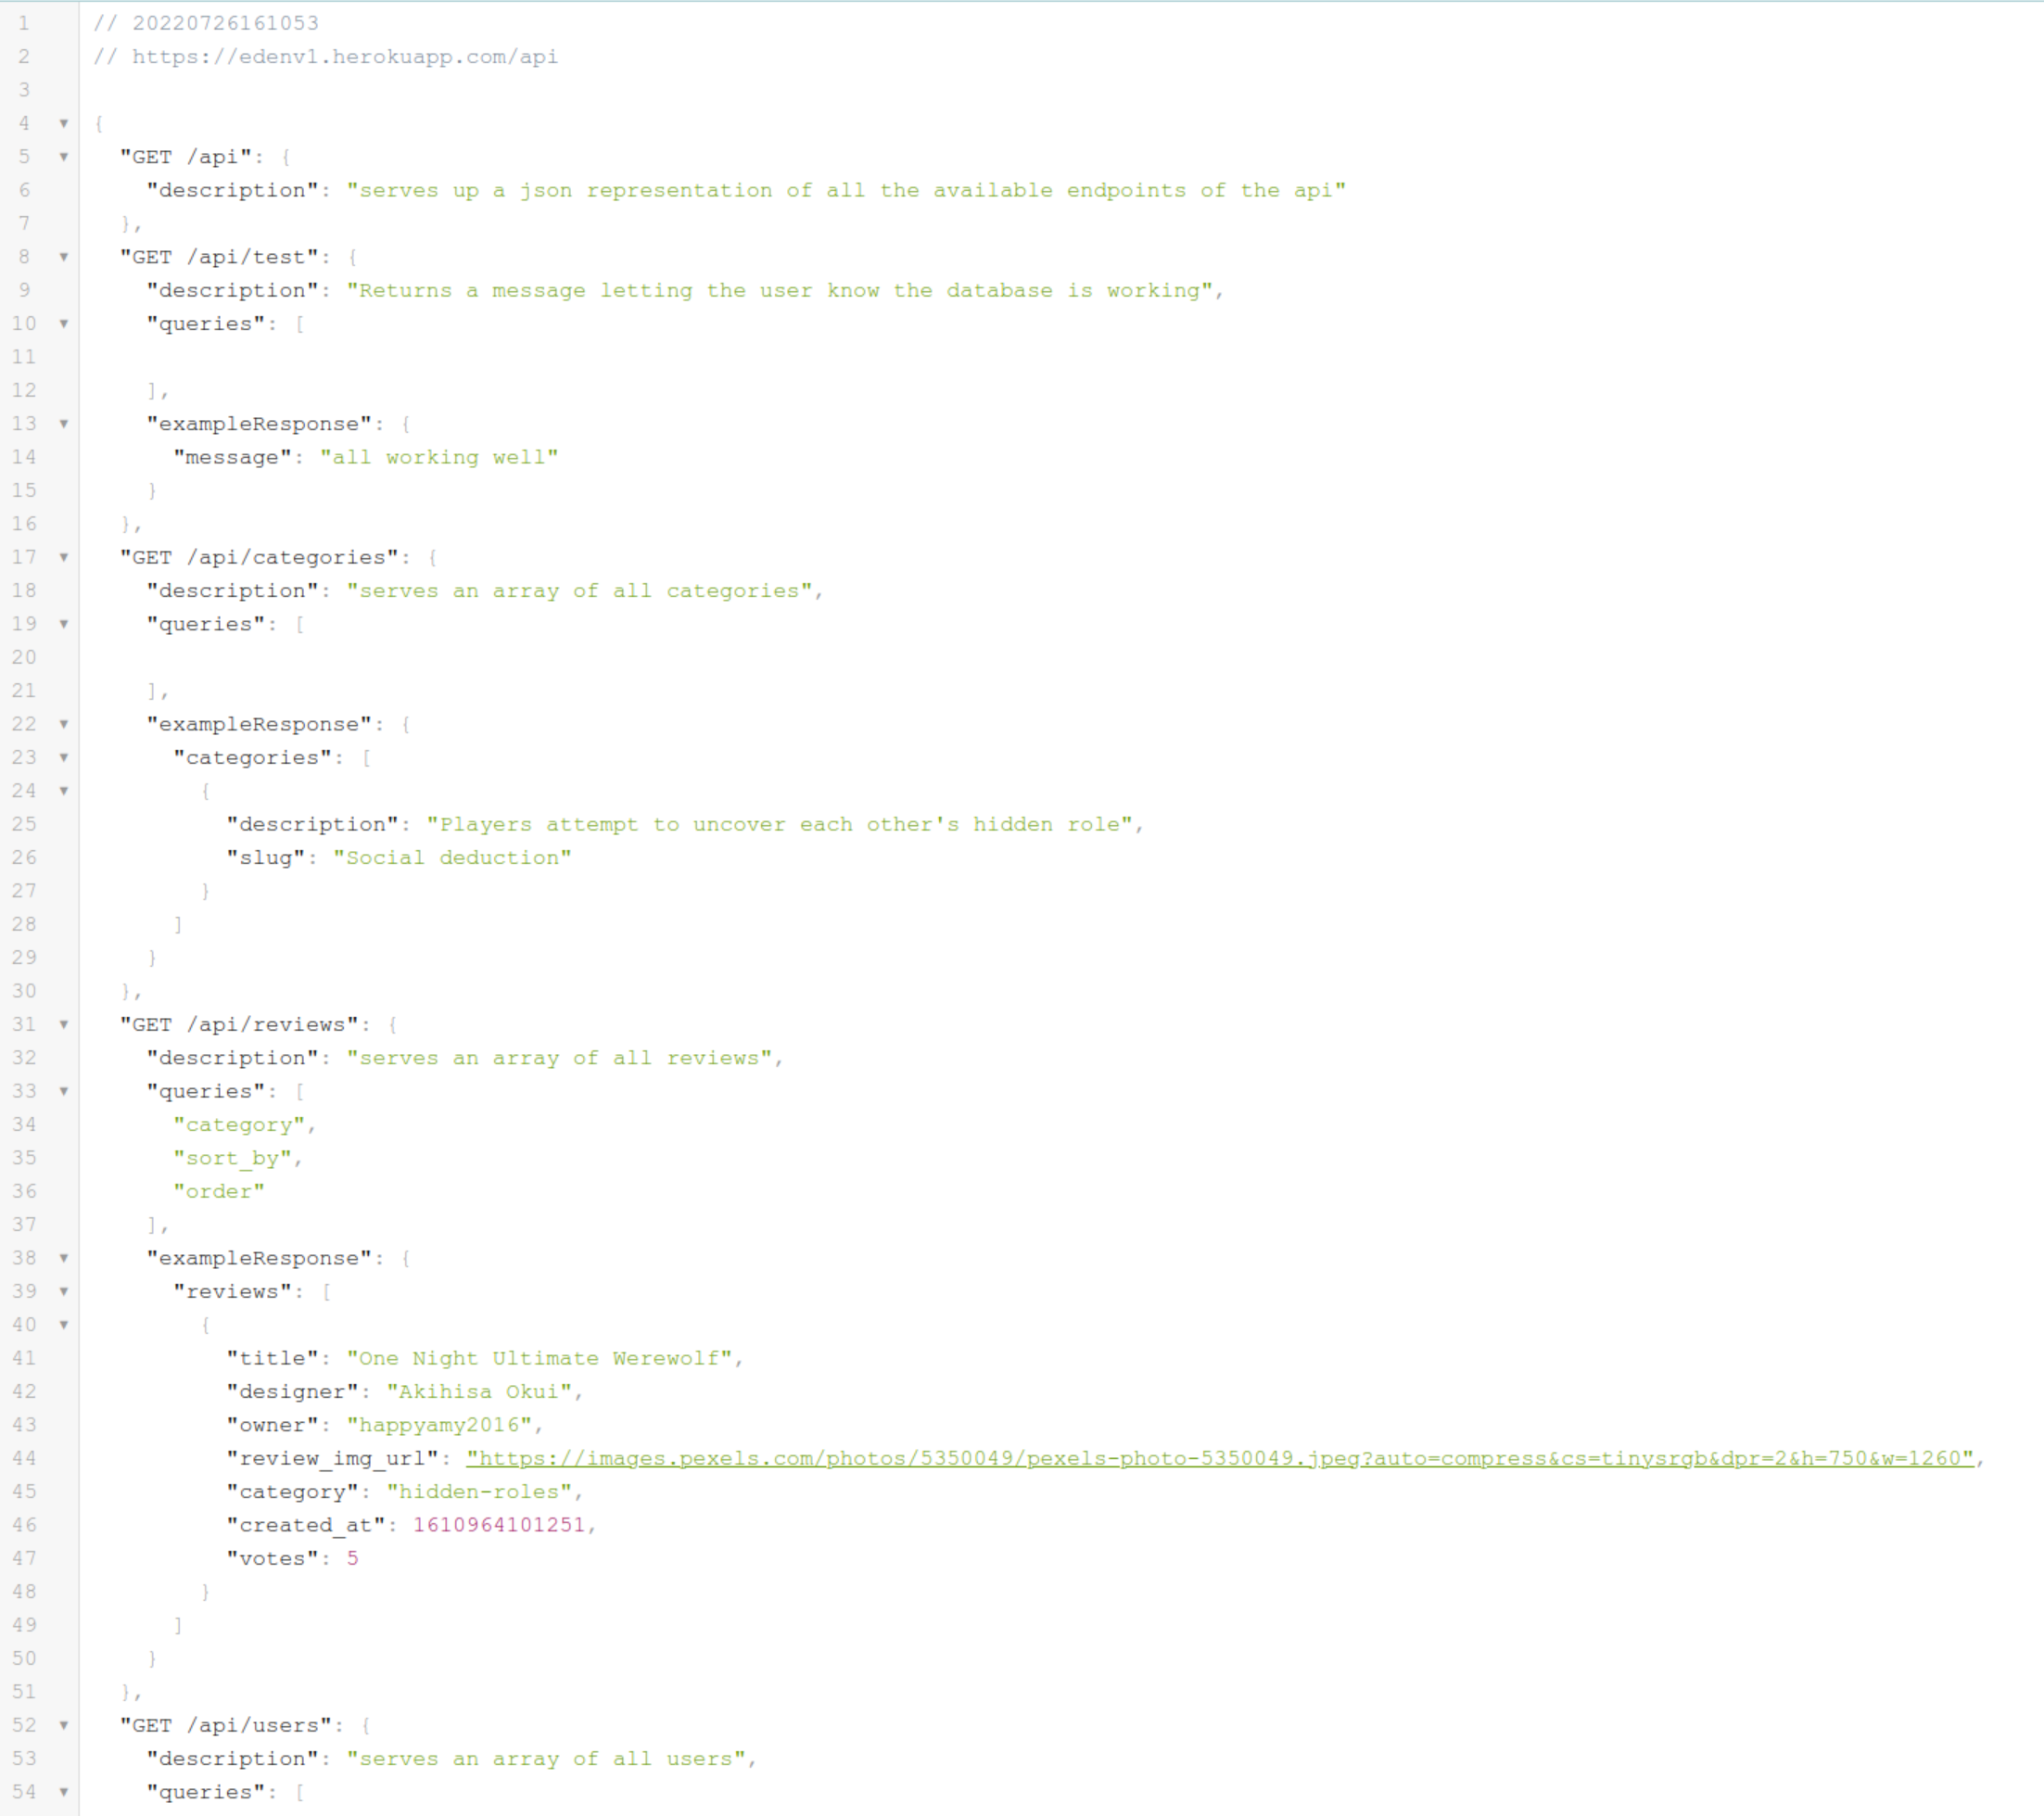 1 // 20220726161053
2 // https://edenv1.herokuapp.com/api
3
4 ▼ {
5 ▼ "GET /api": {
6 "description": "serves up a json representation of all the available endpoints of the api"
7 },
8 ▼ "GET /api/test": {
9 "description": "Returns a message letting the user know the database is working",
10 ▼ "queries": [
11
12 ],
13 ▼ "exampleResponse": {
14 "message": "all working well"
15 }
16 },
17 ▼ "GET /api/categories": {
18 "description": "serves an array of all categories",
19 ▼ "queries": [
20
21 ],
22 ▼ "exampleResponse": {
23 ▼ "categories": [
24 ▼ {
25 "description": "Players attempt to uncover each other's hidden role",
26 "slug": "Social deduction"
27 }
28 ]
29 }
30 },
31 ▼ "GET /api/reviews": {
32 "description": "serves an array of all reviews",
33 ▼ "queries": [
34 "category",
35 "sort_by",
36 "order"
37 ],
38 ▼ "exampleResponse": {
39 ▼ "reviews": [
40 ▼ {
41 "title": "One Night Ultimate Werewolf",
42 "designer": "Akihisa Okui",
43 "owner": "happyamy2016",
44 "review_img_url": "https://images.pexels.com/photos/5350049/pexels-photo-5350049.jpeg?auto=compress&cs=tinysrgb&dpr=2&h=750&w=1260",
45 "category": "hidden-roles",
46 "created_at": 1610964101251,
47 "votes": 5
48 }
49 ]
50 }
51 },
52 ▼ "GET /api/users": {
53 "description": "serves an array of all users",
54 ▼ "queries": [